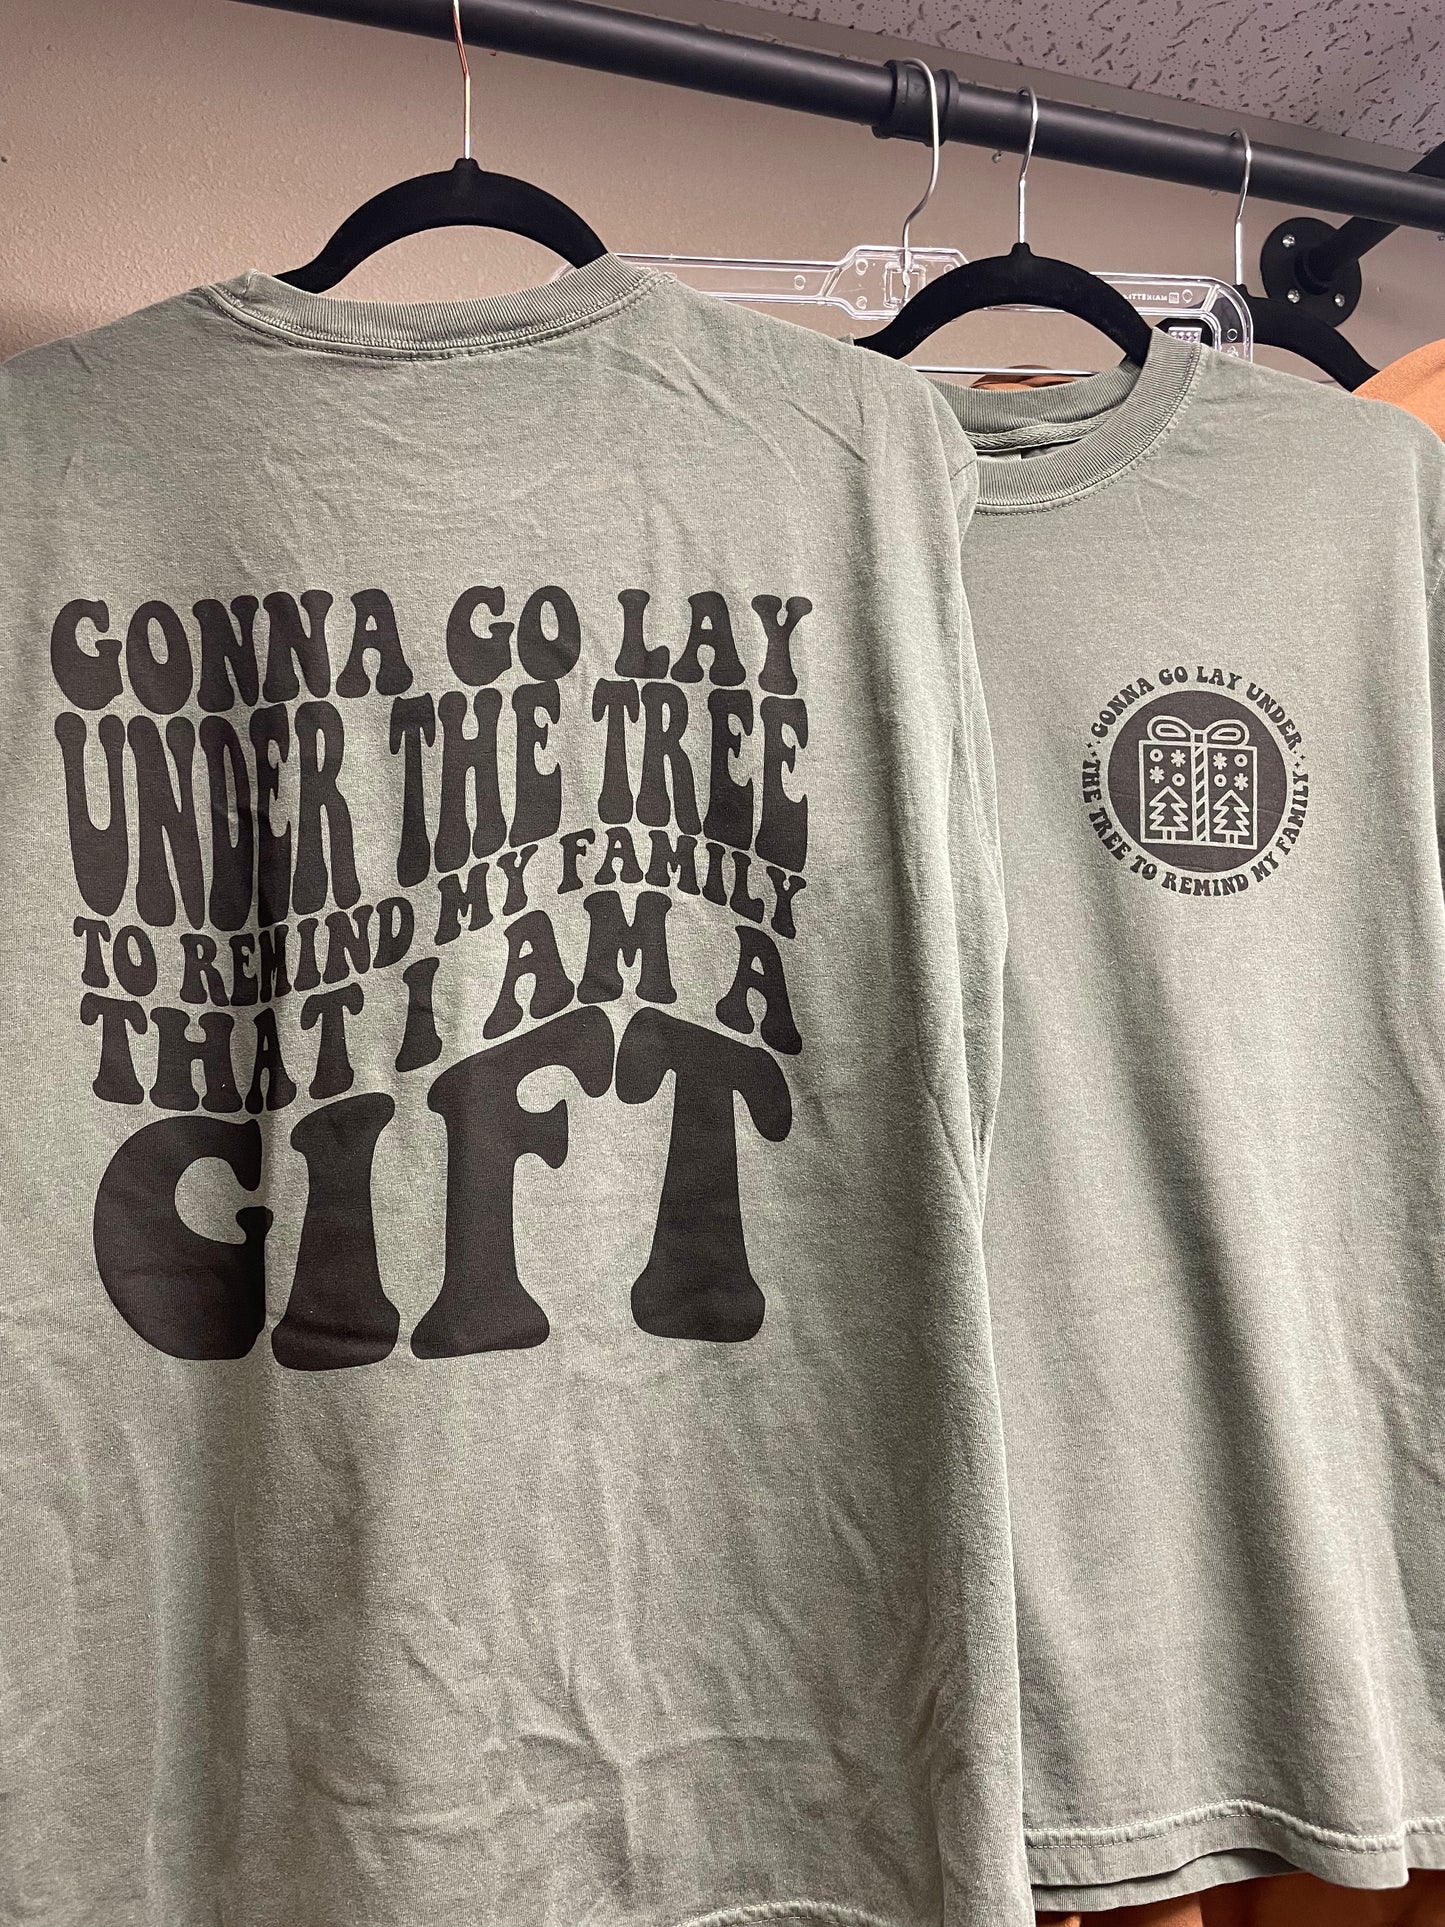 GONNA GO LAY
UNDER THE TREE
TO REMIND MY FAMILY
THAT I AM A
GIFT
GONNA GO LAY UNDER
THE TREE TO REMIND MY FAMILY